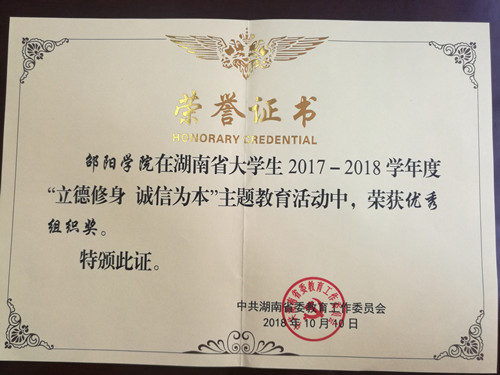 荣誉证书
HONORARY CREDENTIAL
邵阳学院在湖南省大学生 2017-2018 学年度
“立德修身 诚信为本”主题教育活动中，荣获优秀
组织奖。
特颁此证。
中共湖南省委教育工作委员会
2018 年 10 月 10 日